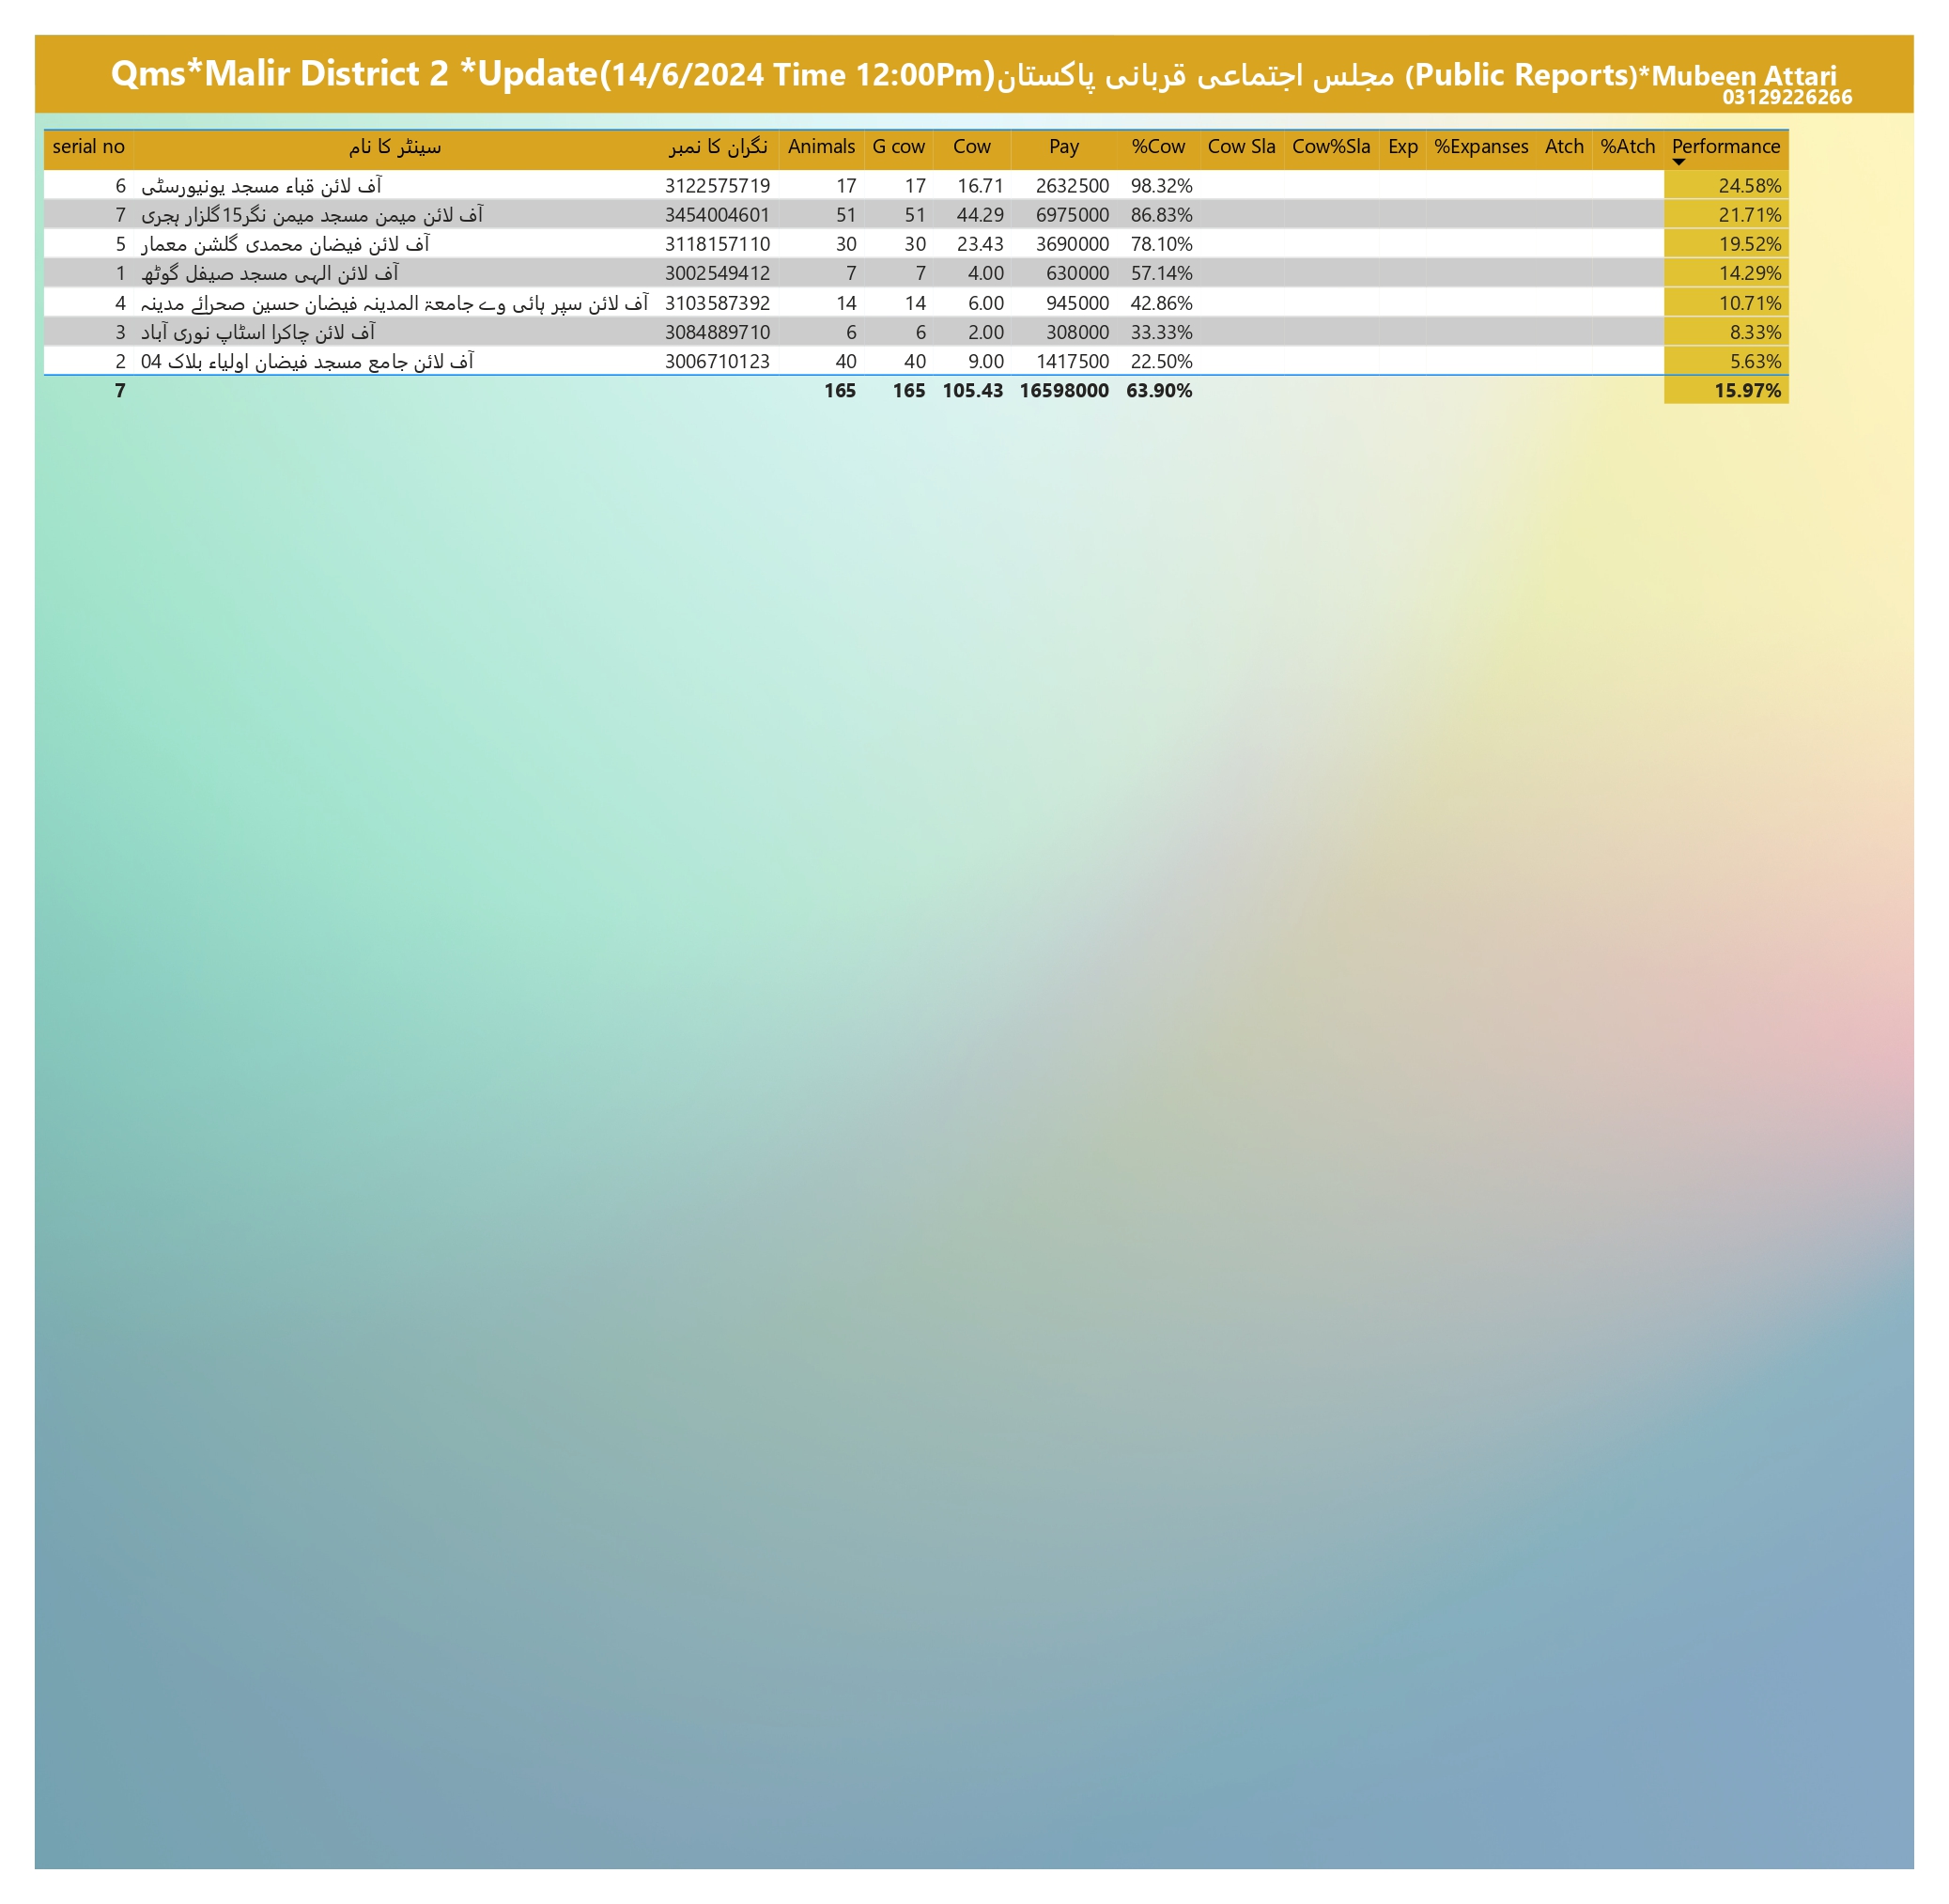 Qms*Malir District 2 *Update(14/6/2024 Time 12:00Pm)مجلس اجتماعی قربانی پاکستان (Public Reports)*Mubeen Attari
03129226266
serial no سینٹر کا نام نگران کا نمبر Animals G cow Cow Pay %Cow Cow Sla Cow%Sla Exp %Expanses Atch %Atch Performance
6 آف لائن قباء مسجد یونیورسٹی 3122575719 17 17 16.71 2632500 98.32% 24.58%
7 آف لائن میمن مسجد میمن نگر15گلزار ہجری 3454004601 51 51 44.29 6975000 86.83% 21.71%
5 آف لائن فیضان محمدی گلشن معمار 3118157110 30 30 23.43 3690000 78.10% 19.52%
1 آف لائن الہی مسجد صیفل گوٹھ 3002549412 7 7 4.00 630000 57.14% 14.29%
4 آف لائن سپر ہائی وے جامعۃ المدینہ فیضان حسین صحرائے مدینہ 3103587392 14 14 6.00 945000 42.86% 10.71%
3 آف لائن چاکرا اسٹاپ نوری آباد 3084889710 6 6 2.00 308000 33.33% 8.33%
2 آف لائن جامع مسجد فیضان اولیاء بلاک 04 3006710123 40 40 9.00 1417500 22.50% 5.63%
7 165 165 105.43 16598000 63.90% 15.97%